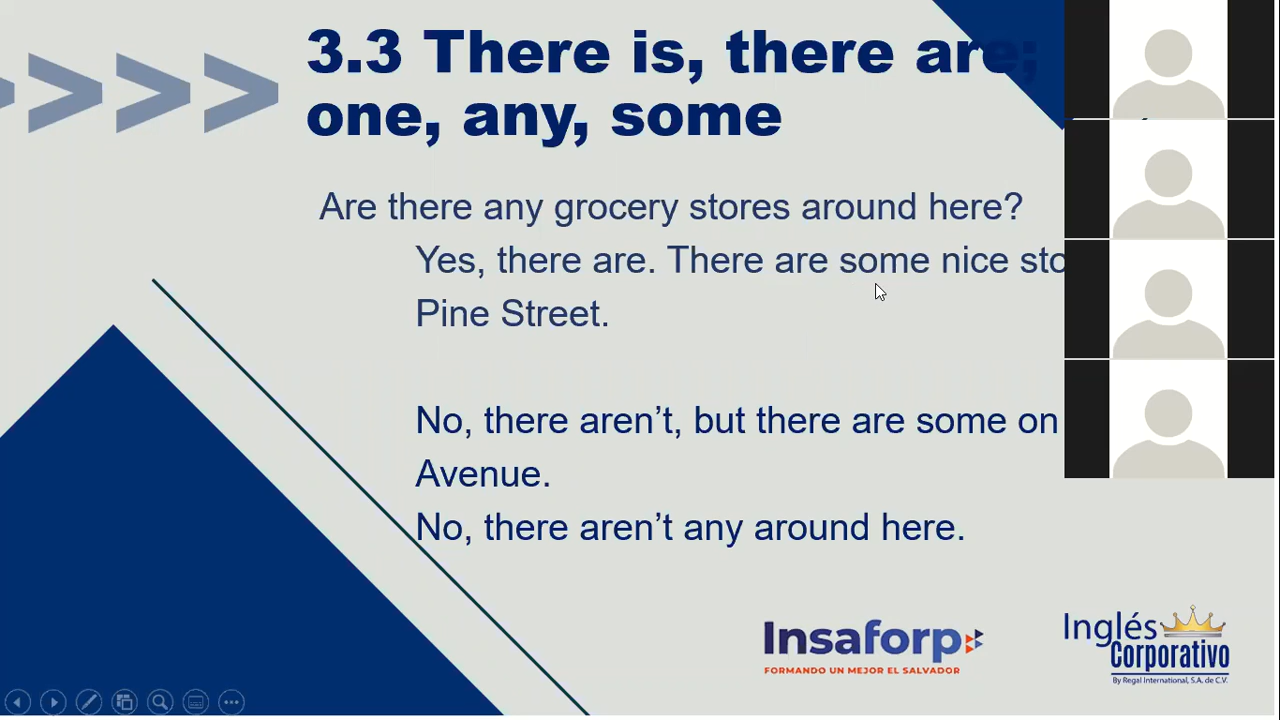 3.3 There is, there are;
one, any, some
Are there any grocery stores around here?
Yes, there are. There are some nice
Pine Street.
No, there aren’t, but there are some on
Avenue.
No, there aren’t any around here.
Insaforp
FORMANDO UN MEJOR EL SALVADOR
Inglés
Corporativo
By Regal International, S.A. de C.V.